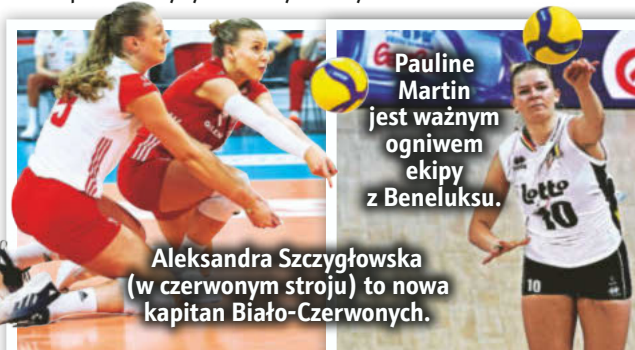 Pauline
Martin
jest ważnym
ogniwem
ekipy
z Beneluksu.
lotto
10
10
5
Aleksandra Szczygłowska
(w czerwonym stroju) to nowa
kapitan Biało-Czerwonych.